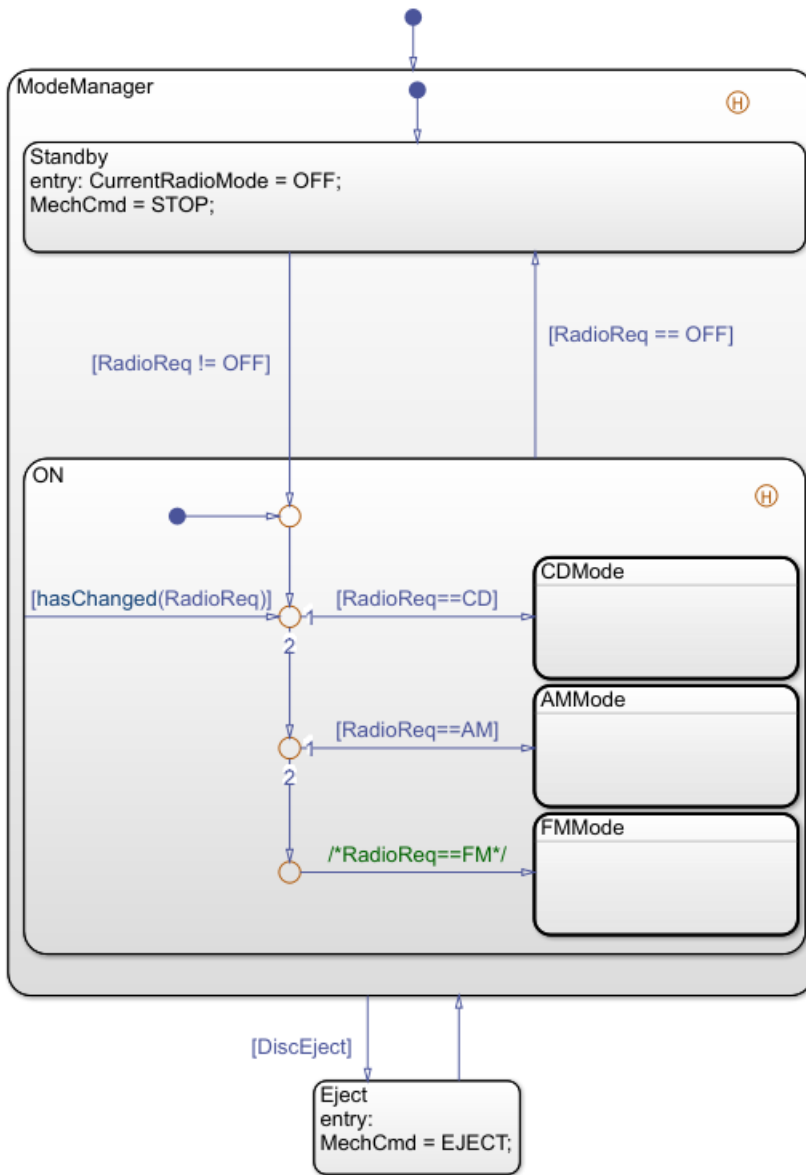 ModeManager
H
Standby
entry: CurrentRadioMode = OFF;
MechCmd = STOP;
[RadioReq != OFF]
[RadioReq == OFF]
ON
H
[hasChanged(RadioReq)]
1
[RadioReq==CD]
CDMode
2
1
[RadioReq==AM]
AMMode
2
/*RadioReq==FM*/
FMMode
[DiscEject]
Eject
entry:
MechCmd = EJECT;